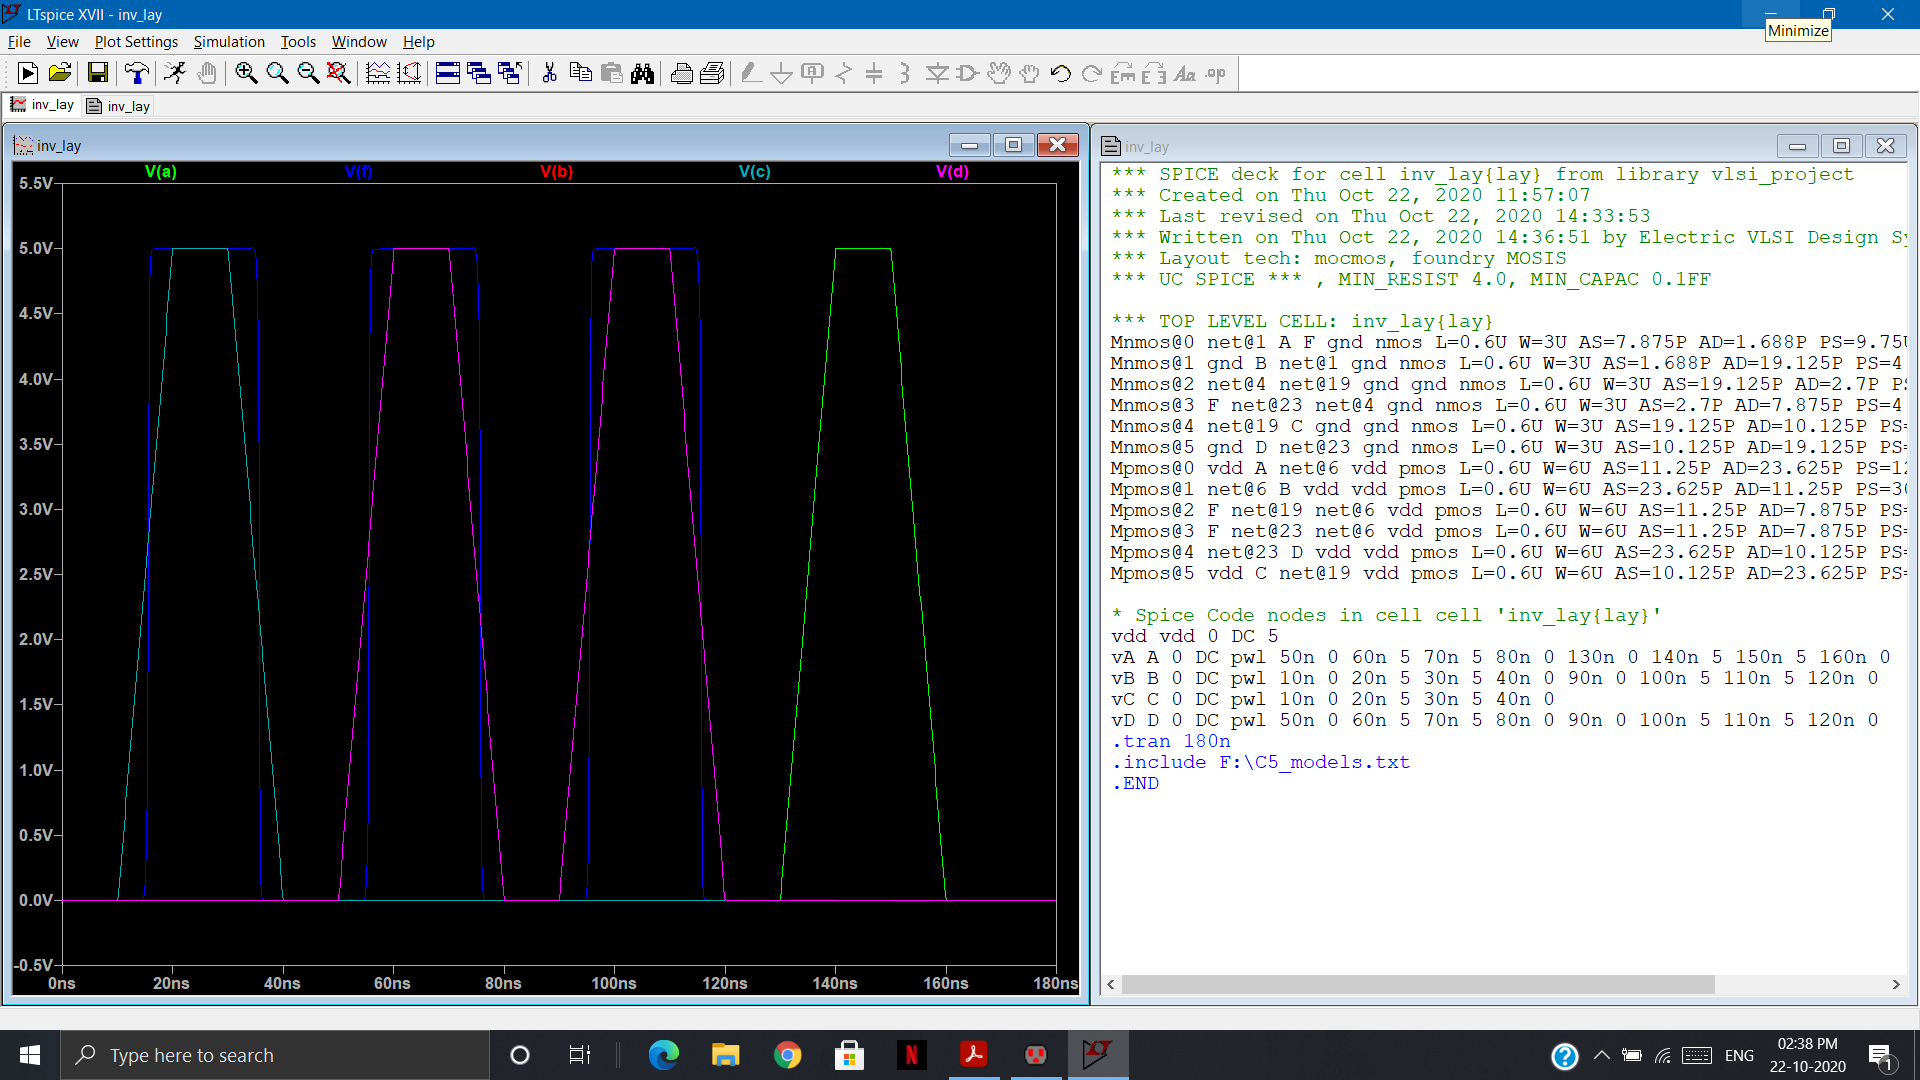 LTspice XVII - inv_lay
Minimize
File View Plot Settings Simulation Tools Window Help
inv_lay inv_lay
inv_lay
V(a) V(f) V(b) V(c) V(d)
5.5V
5.0V
4.5V
4.0V
3.5V
3.0V
2.5V
2.0V
1.5V
1.0V
0.5V
0.0V
-0.5V
0ns 20ns 40ns 60ns 80ns 100ns 120ns 140ns 160ns 180ns
inv_lay
*** SPICE deck for cell inv_lay{lay} from library vlsi_project
*** Created on Thu Oct 22, 2020 11:57:07
*** Last revised on Thu Oct 22, 2020 14:33:53
*** Written on Thu Oct 22, 2020 14:36:51 by Electric VLSI Design Sy
*** Layout tech: mocmos, foundry MOSIS
*** UC SPICE *** , MIN_RESIST 4.0, MIN_CAPAC 0.1FF
*** TOP LEVEL CELL: inv_lay{lay}
Mnmos@0 net@1 A F gnd nmos L=0.6U W=3U AS=7.875P AD=1.688P PS=9.75U
Mnmos@1 gnd B net@1 gnd nmos L=0.6U W=3U AS=1.688P AD=19.125P PS=4
Mnmos@2 net@4 net@19 gnd gnd nmos L=0.6U W=3U AS=19.125P AD=2.7P PS
Mnmos@3 F net@23 net@4 gnd nmos L=0.6U W=3U AS=2.7P AD=7.875P PS=4
Mnmos@4 net@19 C gnd gnd nmos L=0.6U W=3U AS=19.125P AD=10.125P PS=
Mnmos@5 gnd D net@23 gnd nmos L=0.6U W=3U AS=10.125P AD=19.125P PS=
Mpmos@0 vdd A net@6 vdd pmos L=0.6U W=6U AS=11.25P AD=23.625P PS=12
Mpmos@1 net@6 B vdd vdd pmos L=0.6U W=6U AS=23.625P AD=11.25P PS=30
Mpmos@2 F net@19 net@6 vdd pmos L=0.6U W=6U AS=11.25P AD=7.875P PS=
Mpmos@3 F net@23 net@6 vdd pmos L=0.6U W=6U AS=11.25P AD=7.875P PS=
Mpmos@4 net@23 D vdd vdd pmos L=0.6U W=6U AS=23.625P AD=10.125P PS=
Mpmos@5 vdd C net@19 vdd pmos L=0.6U W=6U AS=10.125P AD=23.625P PS=
* Spice Code nodes in cell cell 'inv_lay{lay}'
vdd vdd 0 DC 5
vA A 0 DC pwl 50n 0 60n 5 70n 5 80n 0 130n 0 140n 5 150n 5 160n 0
vB B 0 DC pwl 10n 0 20n 5 30n 5 40n 0 90n 0 100n 5 110n 5 120n 0
vC C 0 DC pwl 10n 0 20n 5 30n 5 40n 0
vD D 0 DC pwl 50n 0 60n 5 70n 5 80n 0 90n 0 100n 5 110n 5 120n 0
.tran 180n
.include F:\C5_models.txt
.END
Type here to search
ENG
02:38 PM
22-10-2020
1